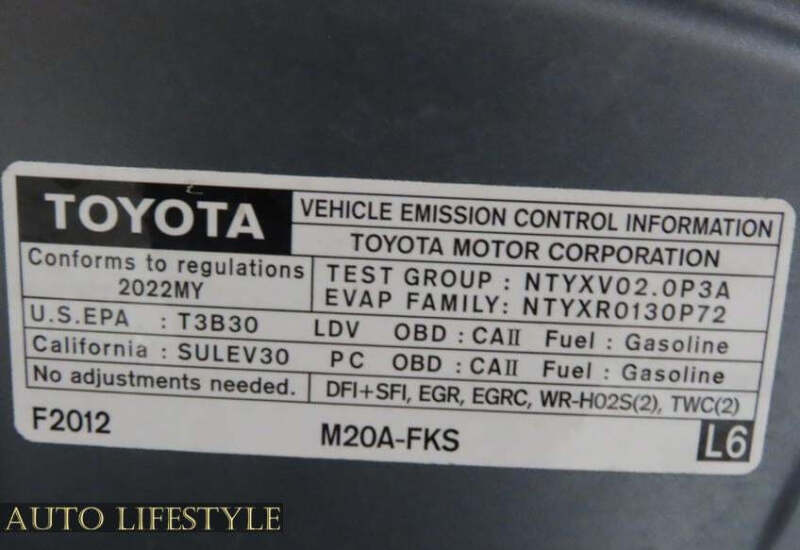 TOYOTA
VEHICLE EMISSION CONTROL INFORMATION
TOYOTA MOTOR CORPORATION
Conforms to regulations
2022MY
TEST GROUP : NTYXV02.0P3A
EVAP FAMILY: NTYXR0130P72
U.S.EPA : T3B30 LDV OBD : CAII Fuel : Gasoline
California : SULEV30 PC OBD : CAII Fuel : Gasoline
No adjustments needed.
DFI+SFI, EGR, EGRC, WR-HO2S(2), TWC(2)
F2012 M20A-FKS L6
AUTO LIFESTYLE